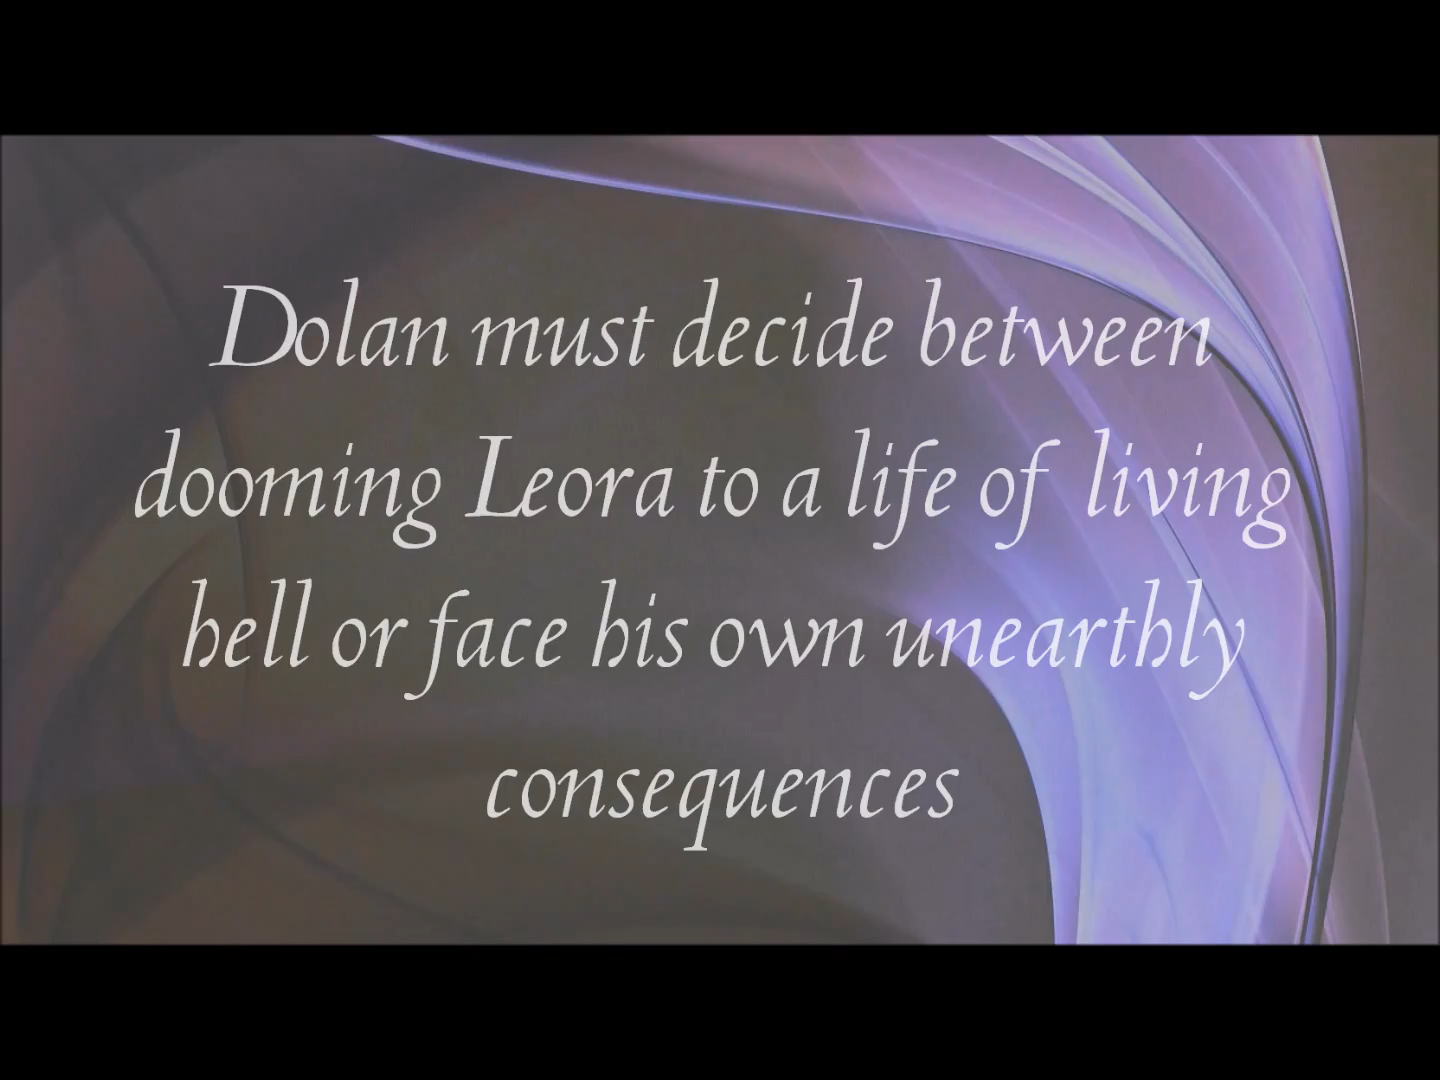 Dolan must decide between
dooming Leora to a life of living
hell or face his own unearthly
consequences